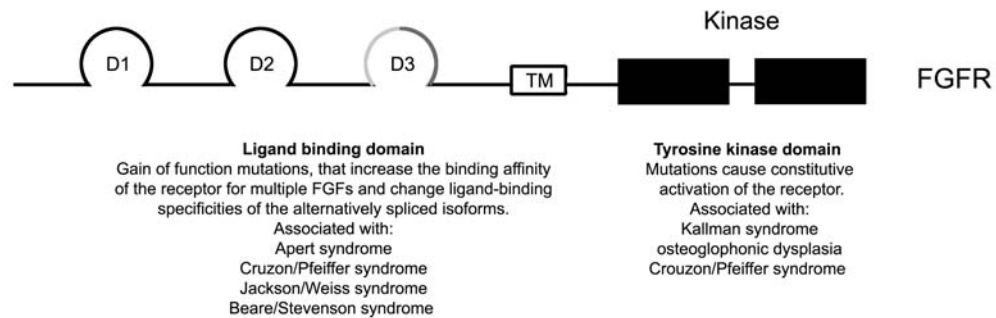 Kinase
D1 D2 D3 TM FGFR
Ligand binding domain
Gain of function mutations, that increase the binding affinity
of the receptor for multiple FGFs and change ligand-binding
specificities of the alternatively spliced isoforms.
Associated with:
Apert syndrome
Cruzon/Pfeiffer syndrome
Jackson/Weiss syndrome
Beare/Stevenson syndrome
Tyrosine kinase domain
Mutations cause constitutive
activation of the receptor.
Associated with:
Kallman syndrome
osteoglophonic dysplasia
Crouzon/Pfeiffer syndrome